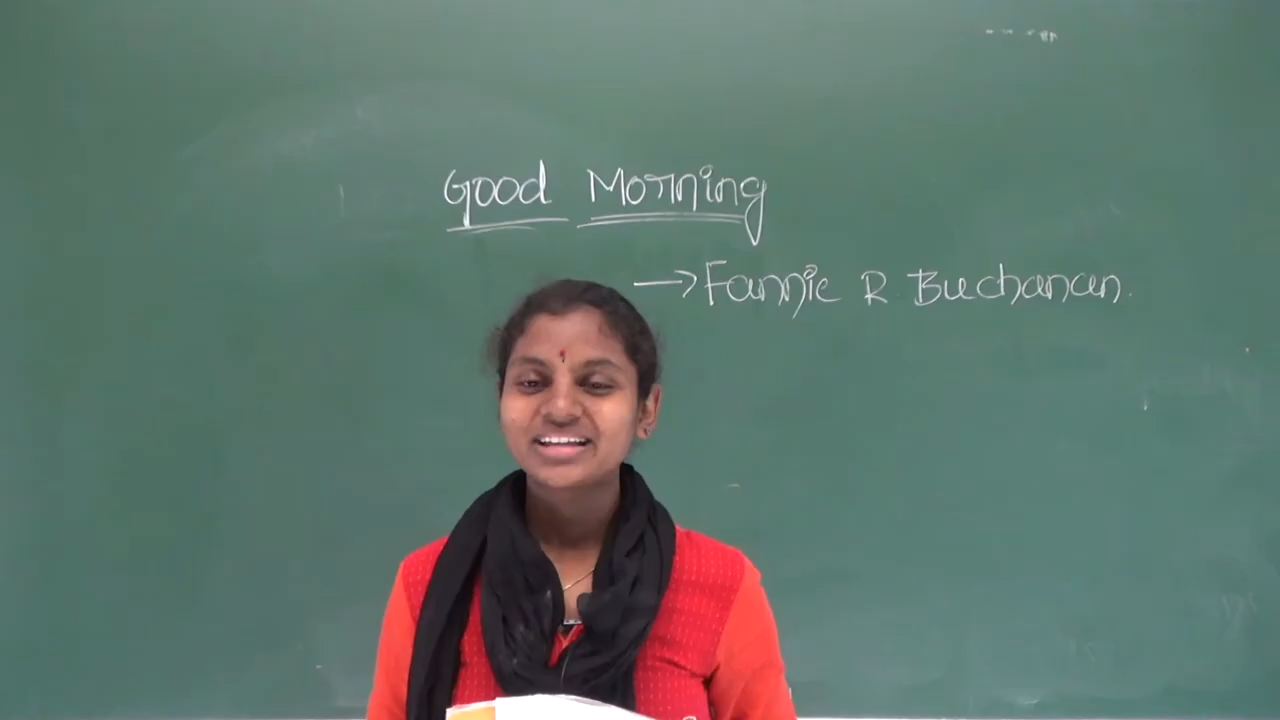 Good Morning
→ Fannie R. Buchanan.